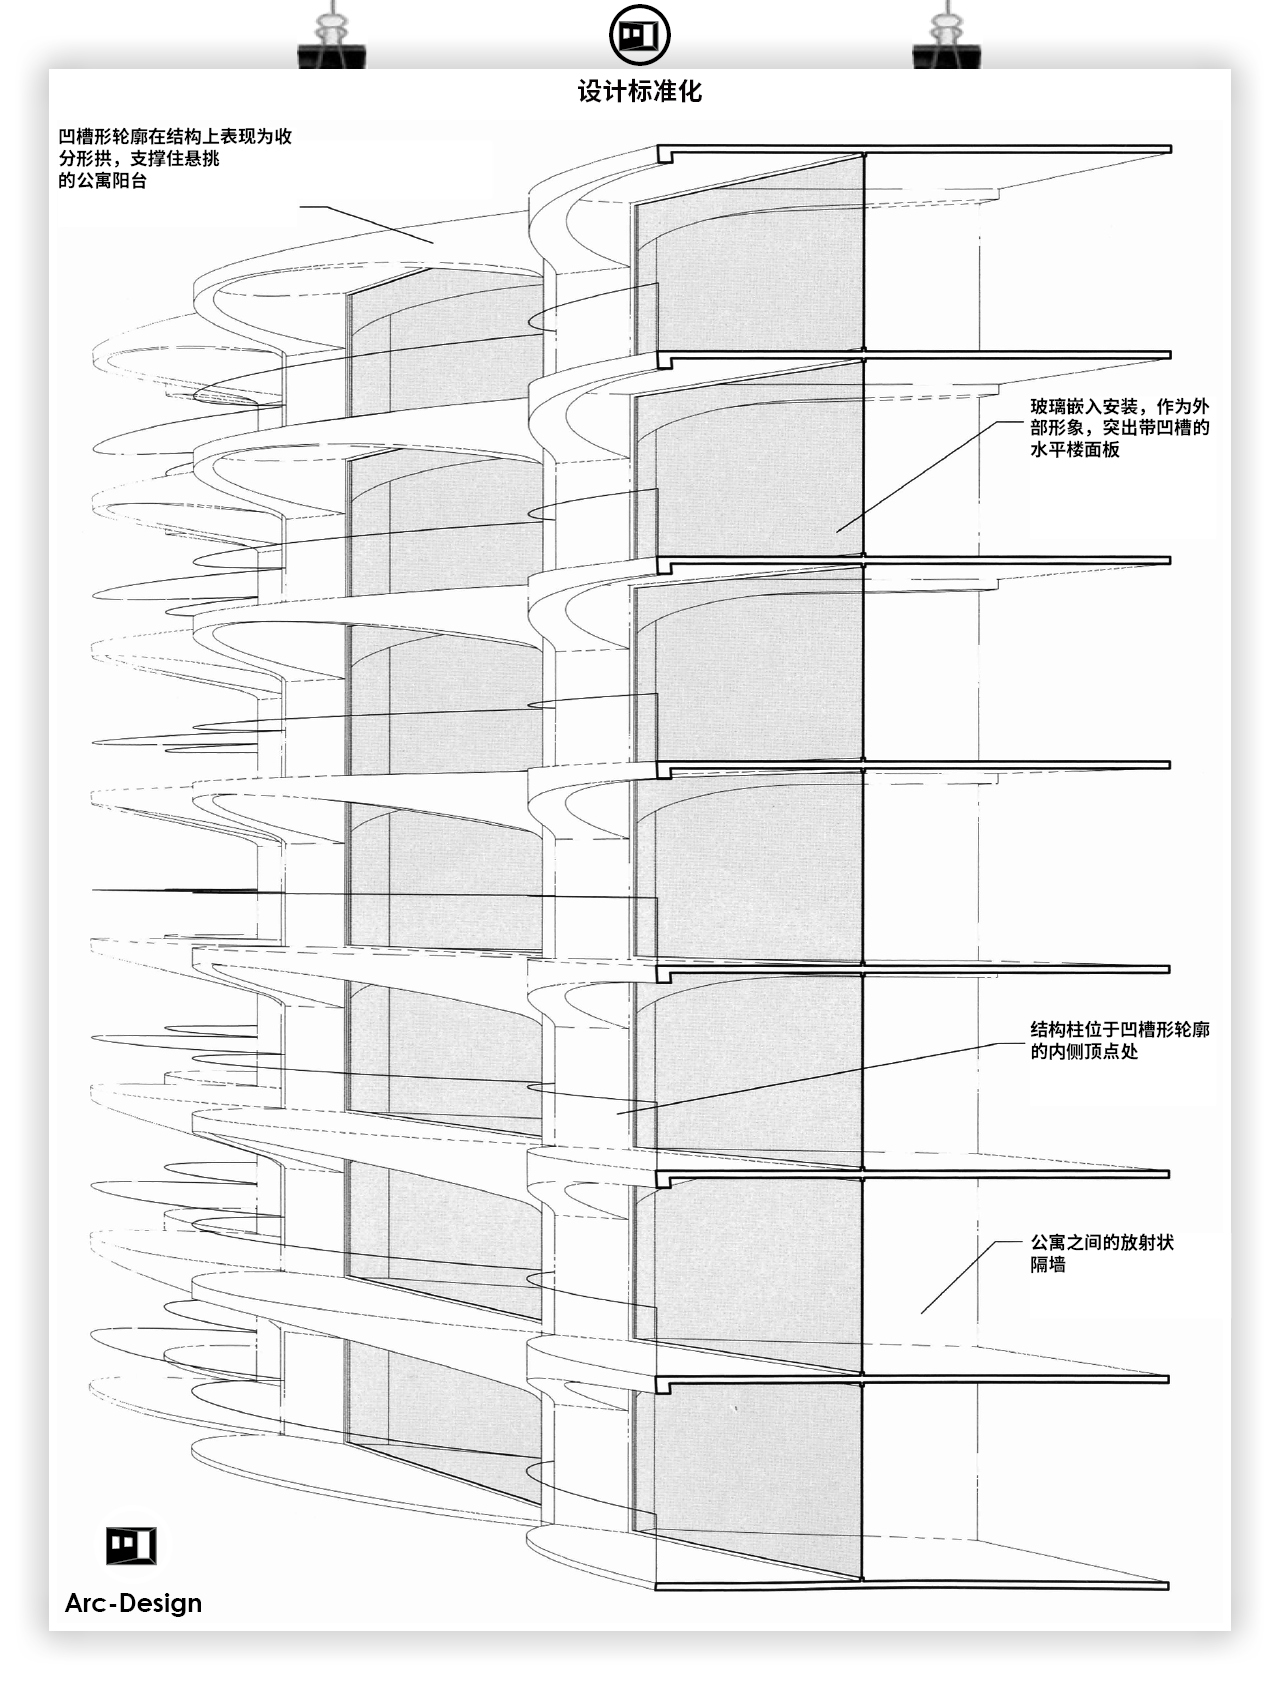 设计标准化
凹槽形轮廓在结构上表现为收
分形拱，支撑住悬挑
的公寓阳台
玻璃嵌入安装，作为外
部形象，突出带凹槽的
水平楼面板
结构柱位于凹槽形轮廓
的内侧顶点处
公寓之间的放射状
隔墙
Arc-Design